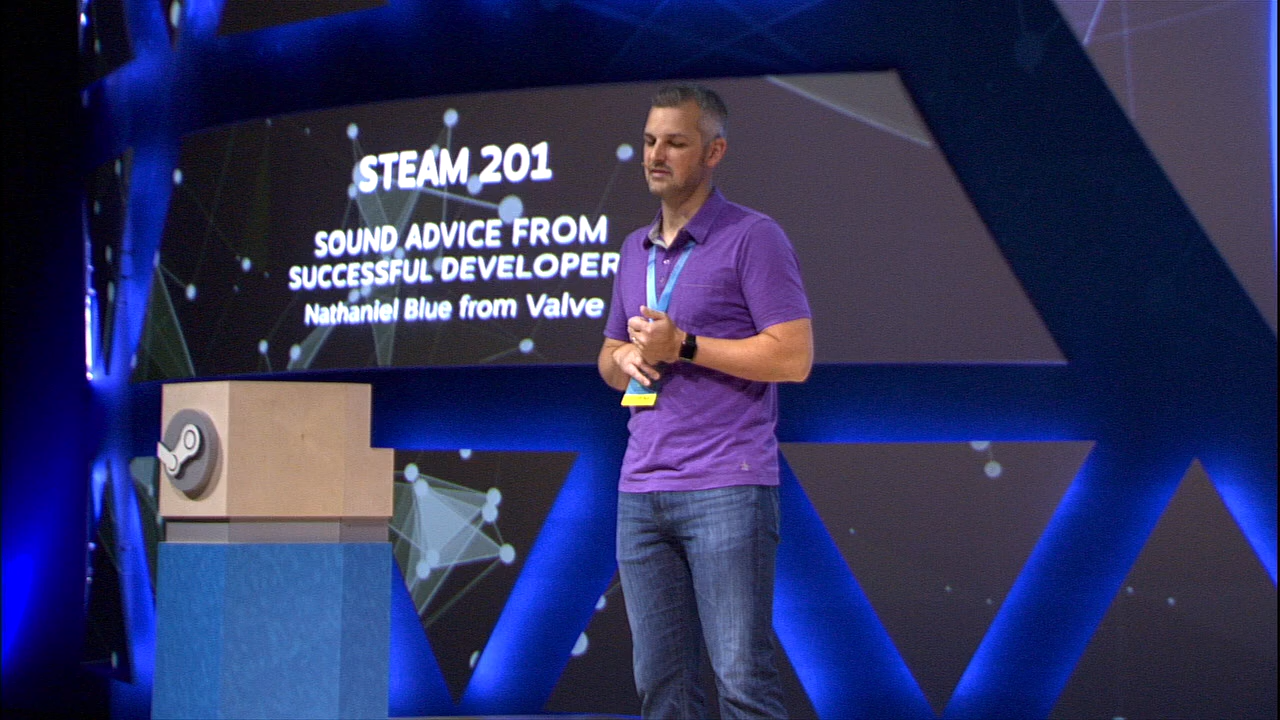 STEAM 201
SOUND ADVICE FROM
SUCCESSFUL DEVELOPER
Nathaniel Blue from Valve